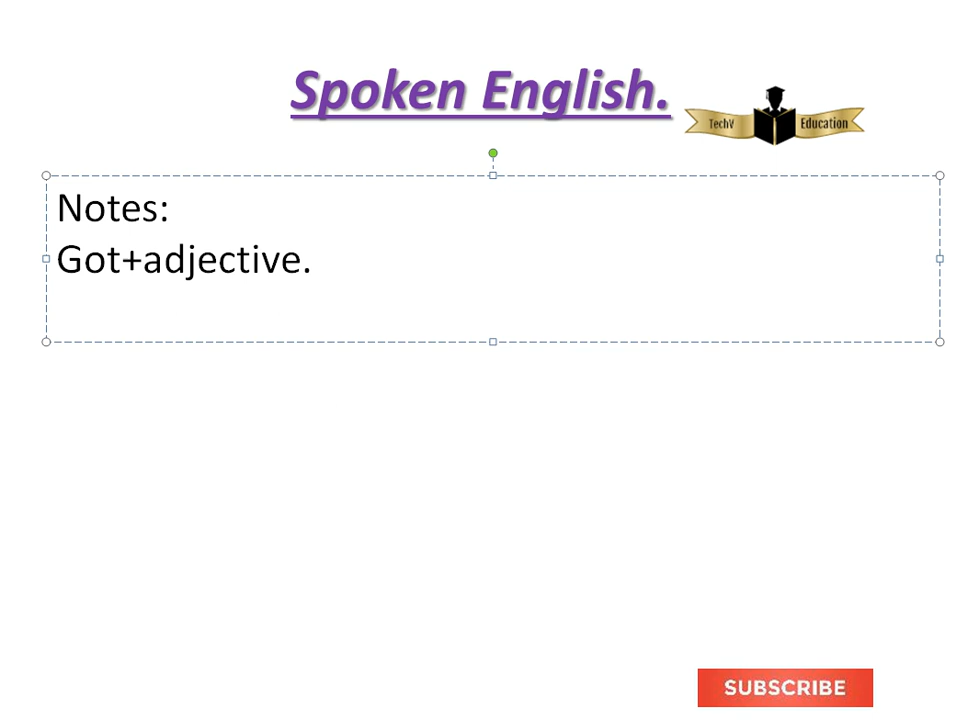 Spoken English.
TechV Education
Notes:
Got+adjective.
SUBSCRIBE